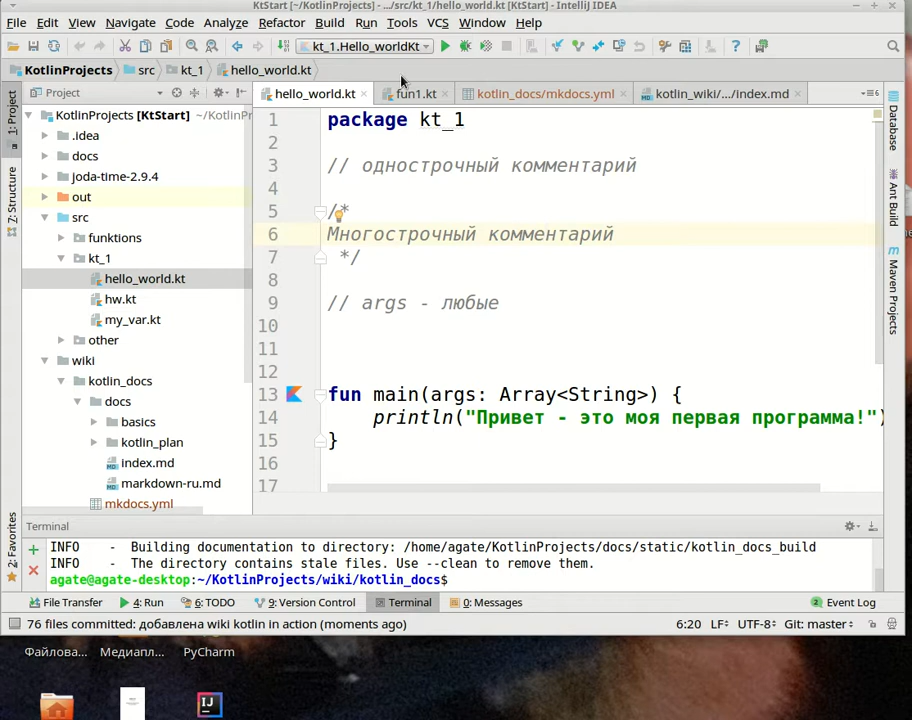 KtStart [~/KotlinProjects] - .../src/kt_1/hello_world.kt [KtStart] - IntelliJ IDEA
File Edit View Navigate Code Analyze Refactor Build Run Tools VCS Window Help
kt_1.Hello_worldKt
KotlinProjects src kt_1 hello_world.kt
Project
hello_world.kt fun1.kt kotlin_docs/mkdocs.yml kotlin_wiki/.../index.md
6
1: Project
Z: Structure
2: Favorites
KotlinProjects [KtStart] ~/KotlinPr
.idea
docs
joda-time-2.9.4
out
src
funktions
kt_1
hello_world.kt
hw.kt
my_var.kt
other
wiki
kotlin_docs
docs
basics
kotlin_plan
index.md
markdown-ru.md
mkdocs.yml
1 package kt_1
2
3 // однострочный комментарий
4
5 /*
6 Многострочный комментарий
7 */
8
9 // args - любые
10
11
12
13 fun main(args: Array<String>) {
14 println("Привет - это моя первая программа!")
15 }
16
17
Database
Ant Build
Maven Projects
Terminal
INFO - Building documentation to directory: /home/agate/KotlinProjects/docs/static/kotlin_docs_build
INFO - The directory contains stale files. Use --clean to remove them.
agate@agate-desktop:~/KotlinProjects/wiki/kotlin_docs$
File Transfer 4: Run 6: TODO 9: Version Control Terminal 0: Messages 2 Event Log
76 files committed: добавлена wiki kotlin in action (moments ago) 6:20 LF÷ UTF-8÷ Git: master÷
Файлова... Медиапл... PyCharm
IJ